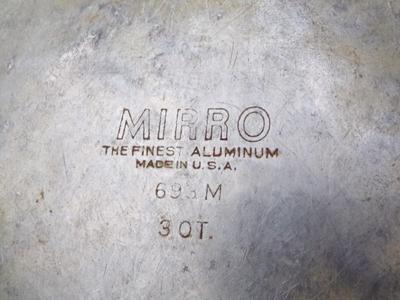 MIRRO
THE FINEST ALUMINUM
MADE IN U.S.A.
3 QT.